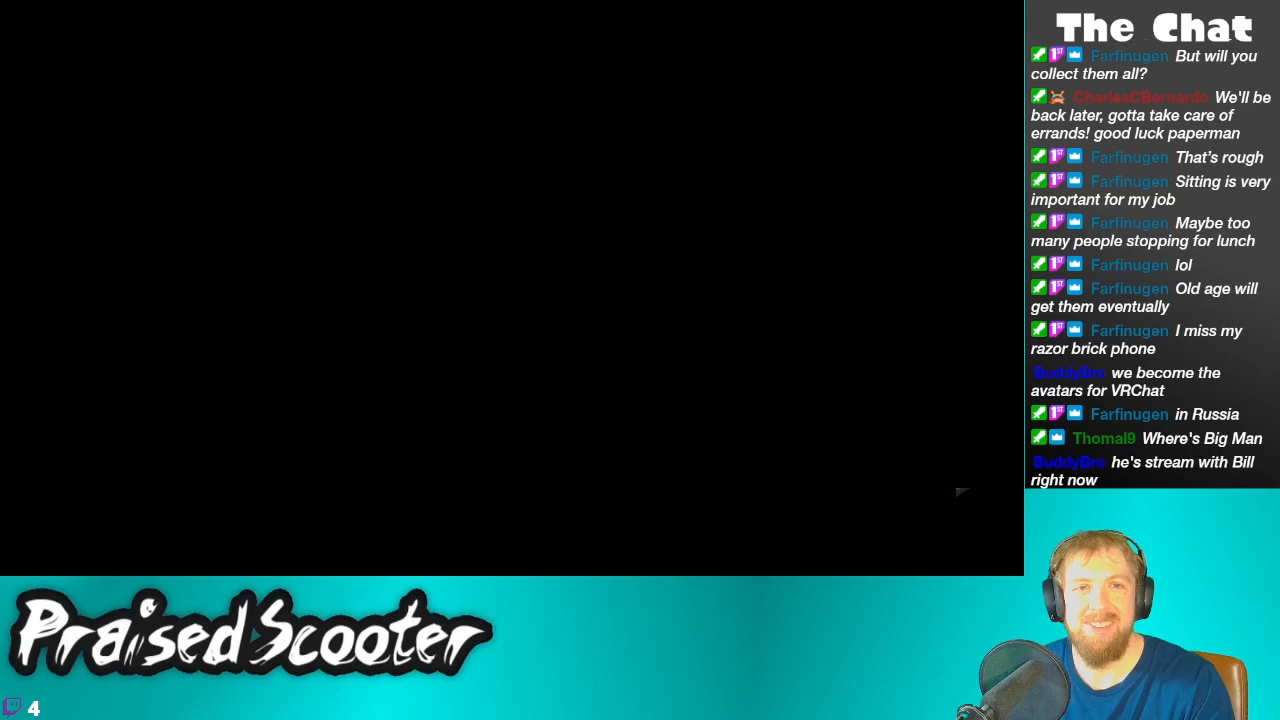 The Chat
Farfinugen But will you
collect them all?
CharlesCBernardo We'll be
back later, gotta take care of
errands! good luck paperman
Farfinugen That's rough
Farfinugen Sitting is very
important for my job
Farfinugen Maybe too
many people stopping for lunch
Farfinugen lol
Farfinugen Old age will
get them eventually
Farfinugen I miss my
razor brick phone
BuddyBro we become the
avatars for VRChat
Farfinugen in Russia
Thomal9 Where's Big Man
BuddyBro he's stream with Bill
right now
PraisedScooter
4